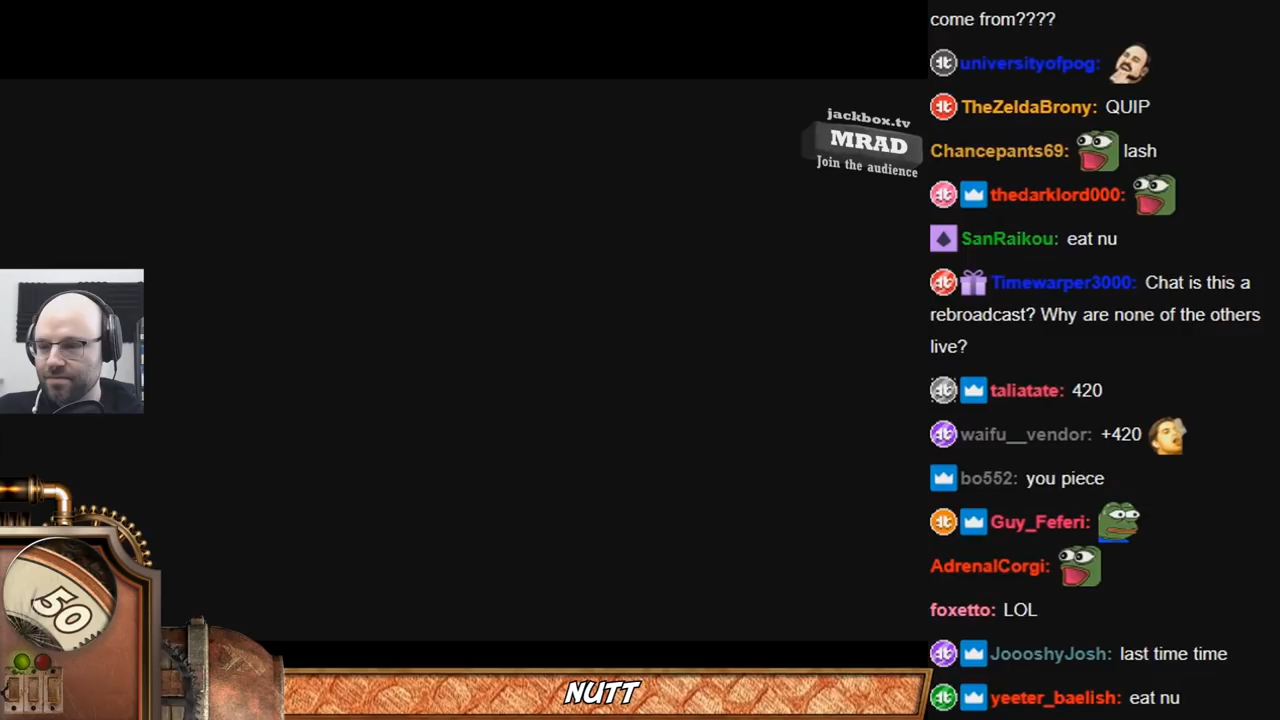 come from????
universityofpog:
TheZeldaBrony: QUIP
Chancepants69: lash
thedarklord000:
SanRaikou: eat nu
Timewarper3000: Chat is this a
rebroadcast? Why are none of the others
live?
taliatate: 420
waifu__vendor: +420
bo552: you piece
Guy_Feferi:
AdrenalCorgi:
foxetto: LOL
JoooshyJosh: last time time
yeeter_baelish: eat nu
jackbox.tv
MRAD
Join the audience
50
NUTT